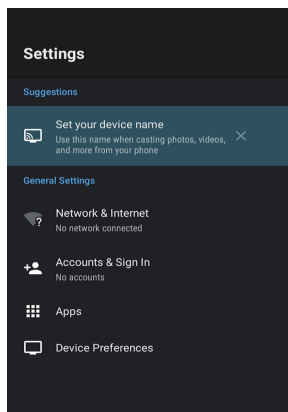 Settings
Suggestions
Set your device name
Use this name when casting photos, videos,
and more from your phone
General Settings
Network & Internet
No network connected
Accounts & Sign In
No accounts
Apps
Device Preferences